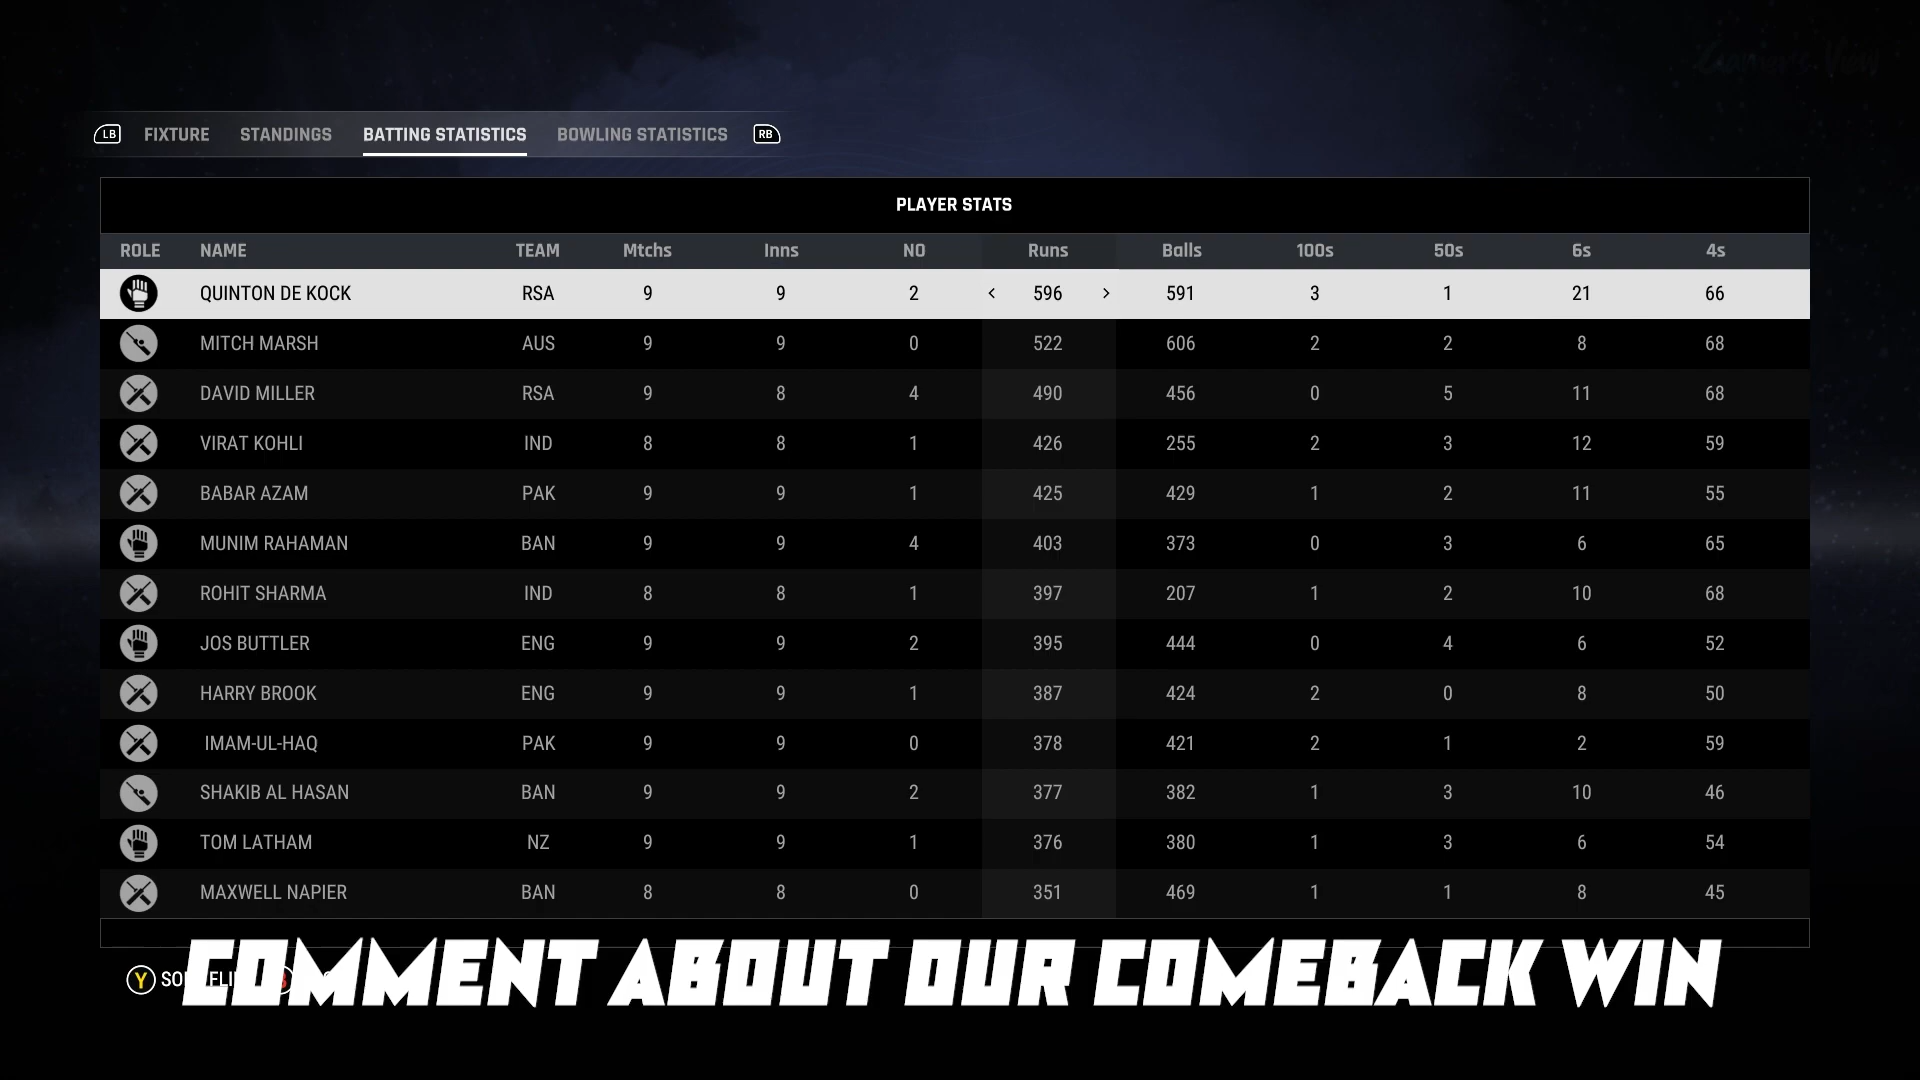 LB FIXTURE STANDINGS BATTING STATISTICS BOWLING STATISTICS RB
PLAYER STATS
ROLE NAME TEAM Mtchs Inns NO Runs Balls 100s 50s 6s 4s
QUINTON DE KOCK RSA 9 9 2 < 596 > 591 3 1 21 66
MITCH MARSH AUS 9 9 0 522 606 2 2 8 68
DAVID MILLER RSA 9 8 4 490 456 0 5 11 68
VIRAT KOHLI IND 8 8 1 426 255 2 3 12 59
BABAR AZAM PAK 9 9 1 425 429 1 2 11 55
MUNIM RAHAMAN BAN 9 9 4 403 373 0 3 6 65
ROHIT SHARMA IND 8 8 1 397 207 1 2 10 68
JOS BUTTLER ENG 9 9 2 395 444 0 4 6 52
HARRY BROOK ENG 9 9 1 387 424 2 0 8 50
IMAM-UL-HAQ PAK 9 9 0 378 421 2 1 2 59
SHAKIB AL HASAN BAN 9 9 2 377 382 1 3 10 46
TOM LATHAM NZ 9 9 1 376 380 1 3 6 54
MAXWELL NAPIER BAN 8 8 0 351 469 1 1 8 45
Y
COMMENT ABOUT OUR COMEBACK WIN